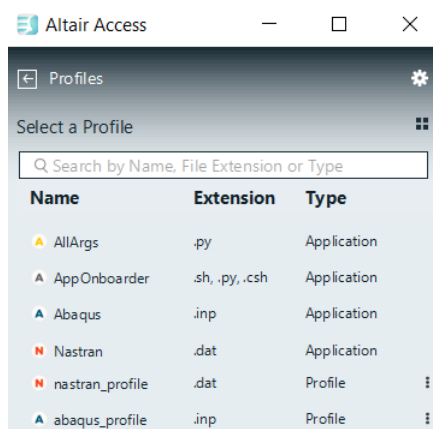 Altair Access
Profiles
Select a Profile
Search by Name, File Extension or Type
Name Extension Type
A AllArgs .py Application
A AppOnboarder .sh, .py, .csh Application
A Abaqus .inp Application
N Nastran .dat Application
N nastran_profile .dat Profile
A abaqus_profile .inp Profile